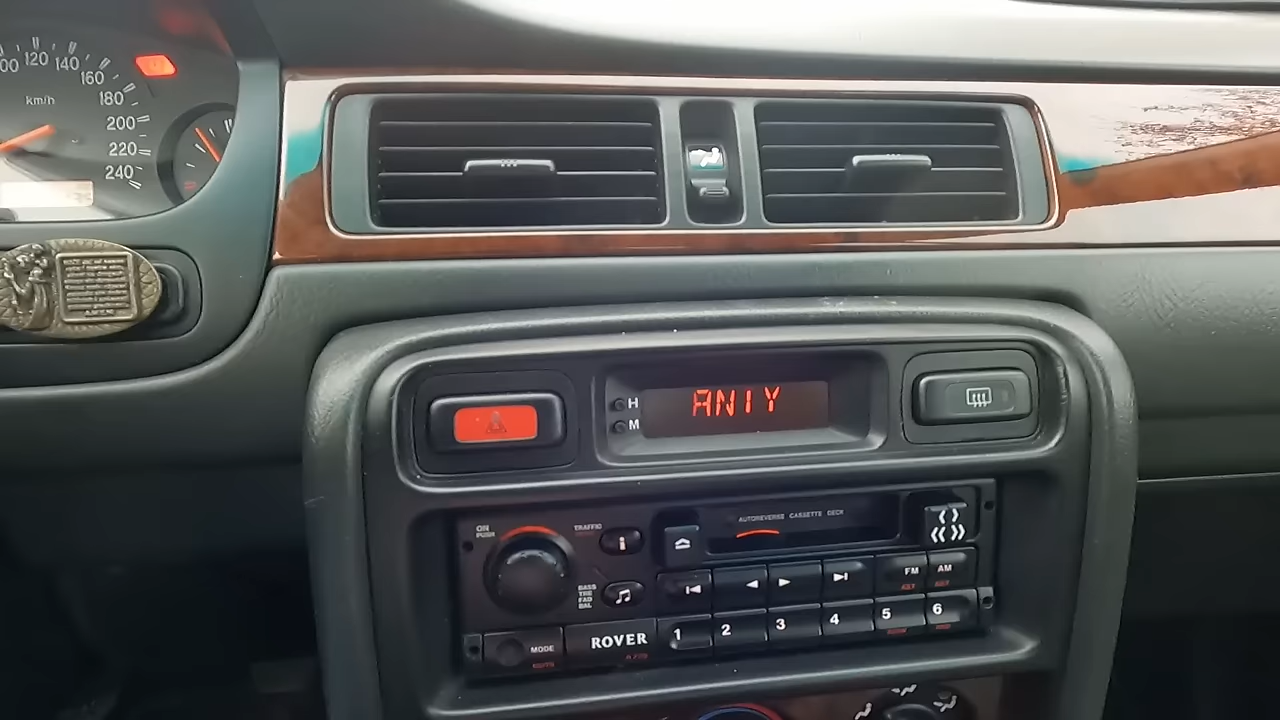 120
140
160
180
200
220
240
km/h
H
M
ANIY
ON
PUSH
TRAFFIC
i
AUTOREVERSE CASSETTE DECK
BASS
TRE
FAD
BAL
FM
AM
MODE
ROVER
1
2
3
4
5
6